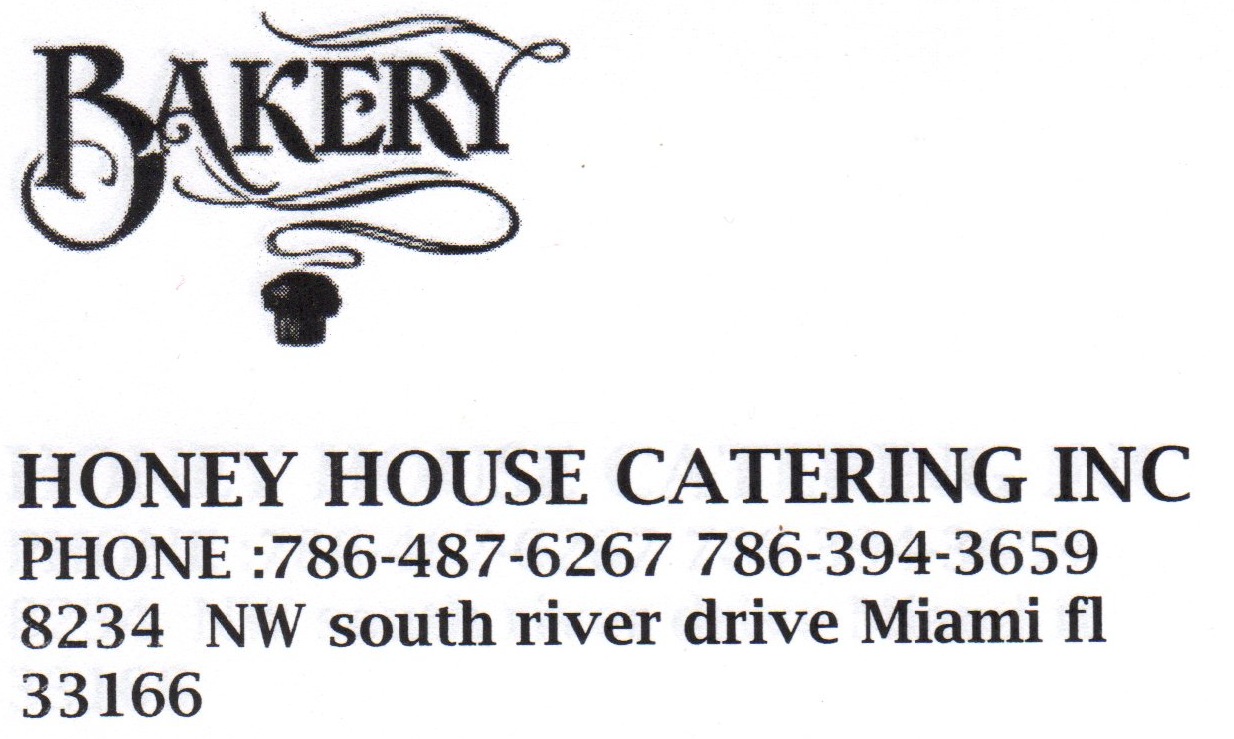 BAKERY
HONEY HOUSE CATERING INC
PHONE :786-487-6267 786-394-3659
8234 NW south river drive Miami fl
33166